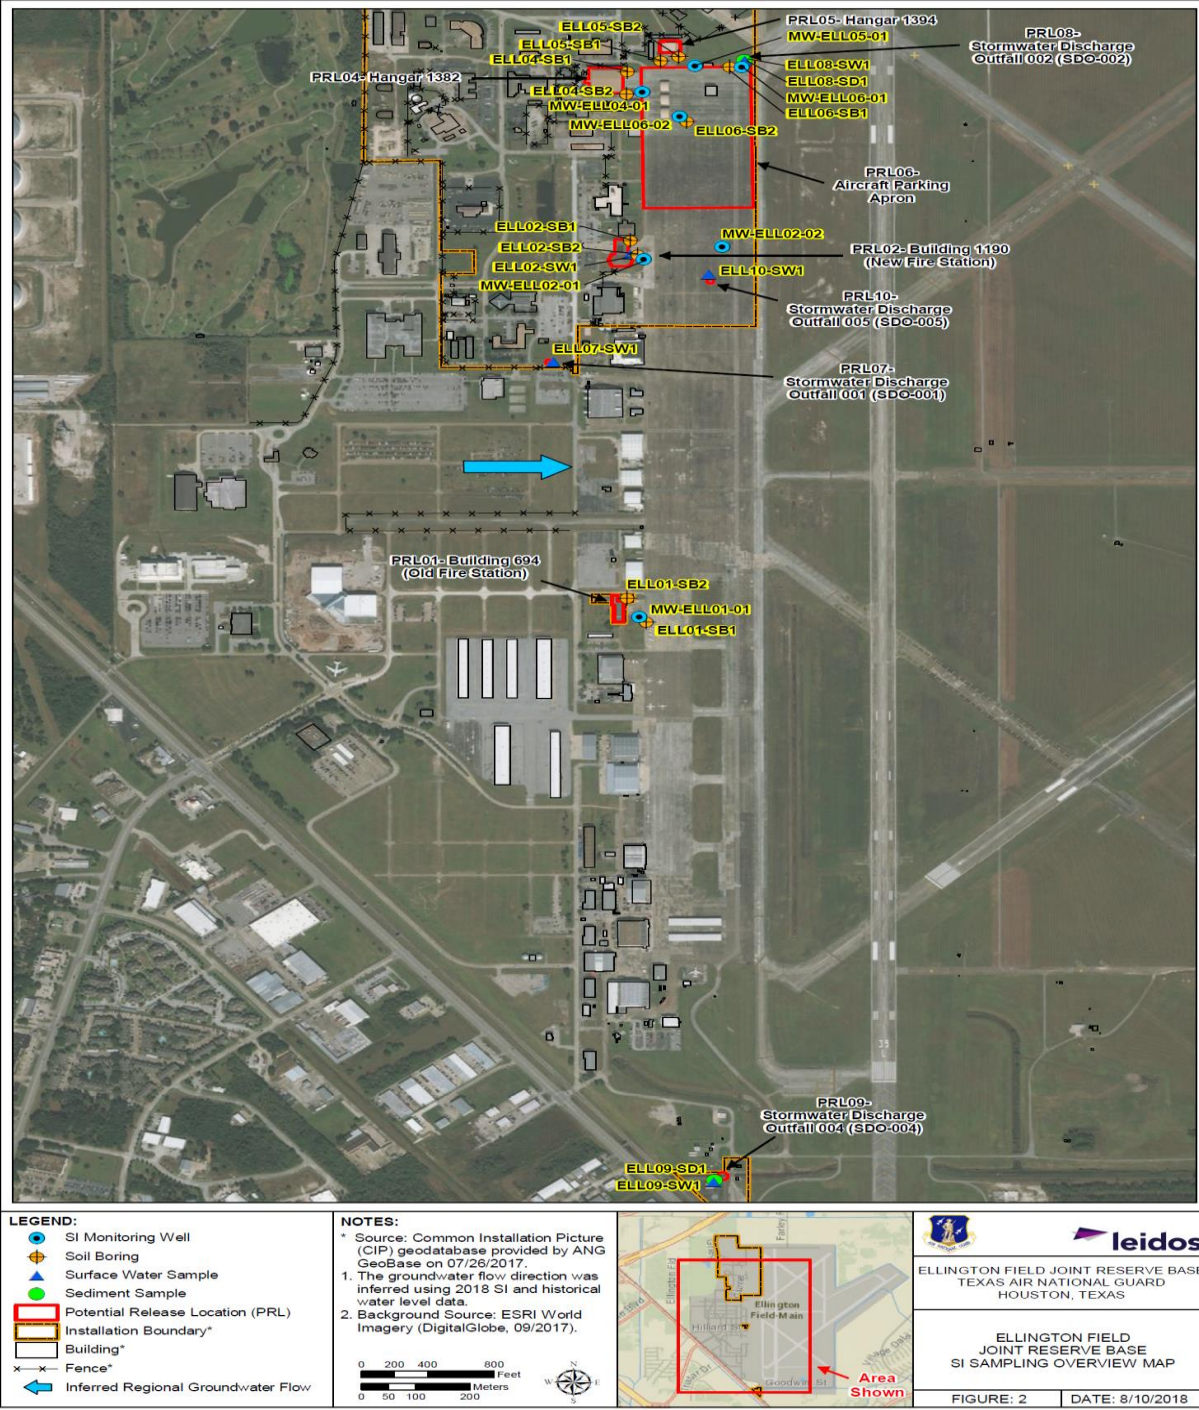 ELL05-SB2
PRL05- Hangar 1394
ELL05-SB1
MW-ELL05-01
PRL08-
Stormwater Discharge
Outfall 002 (SDO-002)
ELL04-SB1
ELL08-SW1
PRL04- Hangar 1382
ELL08-SD1
ELL04-SB2
MW-ELL06-01
MW-ELL04-01
ELL06-SB1
MW-ELL06-02
ELL06-SB2
PRL06-
Aircraft Parking
Apron
ELL02-SB1
MW-ELL02-02
ELL02-SB2
PRL02- Building 1190
(New Fire Station)
ELL02-SW1
ELL10-SW1
MW-ELL02-01
PRL10-
Stormwater Discharge
Outfall 005 (SDO-005)
ELL07-SW1
PRL07-
Stormwater Discharge
Outfall 001 (SDO-001)
PRL01- Building 694
(Old Fire Station)
ELL01-SB2
MW-ELL01-01
ELL01-SB1
35
L
PRL09-
Stormwater Discharge
Outfall 004 (SDO-004)
ELL09-SD1
ELL09-SW1
LEGEND:
SI Monitoring Well
Soil Boring
Surface Water Sample
Sediment Sample
Potential Release Location (PRL)
Installation Boundary*
Building*
Fence*
Inferred Regional Groundwater Flow
NOTES:
* Source: Common Installation Picture
(CIP) geodatabase provided by ANG
GeoBase on 07/26/2017.
1. The groundwater flow direction was
inferred using 2018 SI and historical
water level data.
2. Background Source: ESRI World
Imagery (DigitalGlobe, 09/2017).
0 200 400 800
Feet
Meters
0 50 100 200
N
W E
S
Ellington
Field-Main
Area
Shown
AIR NATIONAL GUARD
leidos
ELLINGTON FIELD JOINT RESERVE BASE
TEXAS AIR NATIONAL GUARD
HOUSTON, TEXAS
ELLINGTON FIELD
JOINT RESERVE BASE
SI SAMPLING OVERVIEW MAP
FIGURE: 2
DATE: 8/10/2018